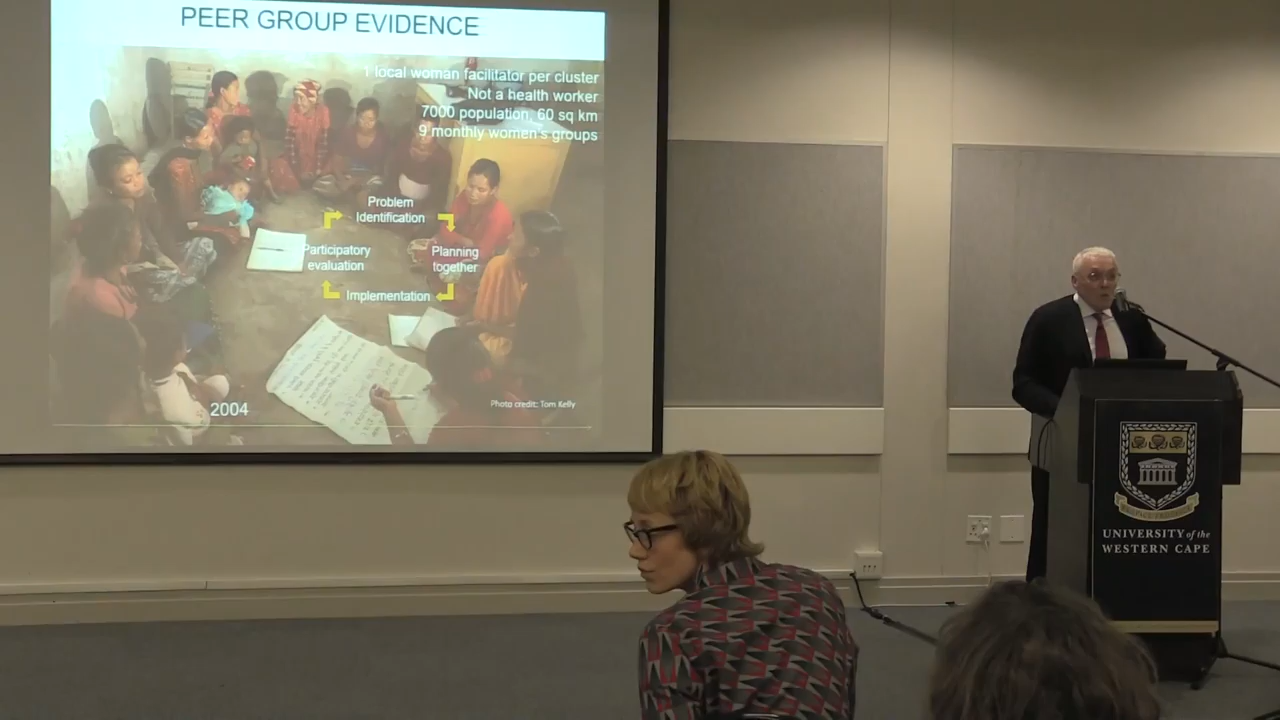 PEER GROUP EVIDENCE
1 local woman facilitator per cluster
Not a health worker
7000 population, 60 sq km
9 monthly women's groups
Problem
Identification
Participatory
evaluation
Planning
together
Implementation
2004
Photo credit: Tom Kelly
UNIVERSITY of the
WESTERN CAPE